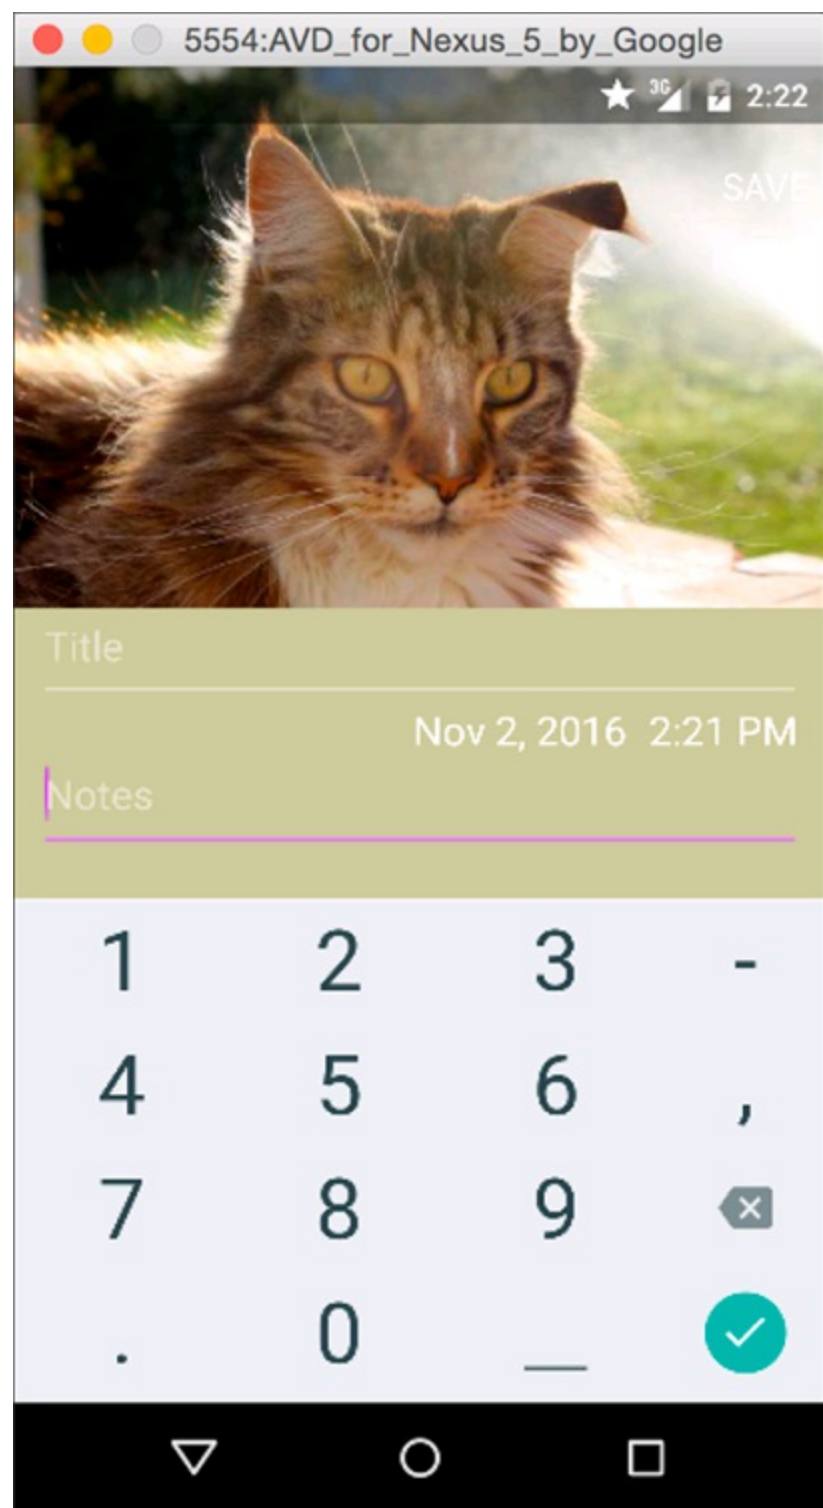 5554:AVD_for_Nexus_5_by_Google
3G 2:22
SAVE
Title
Nov 2, 2016 2:21 PM
Notes
1 2 3 -
4 5 6 ,
7 8 9
. 0 _